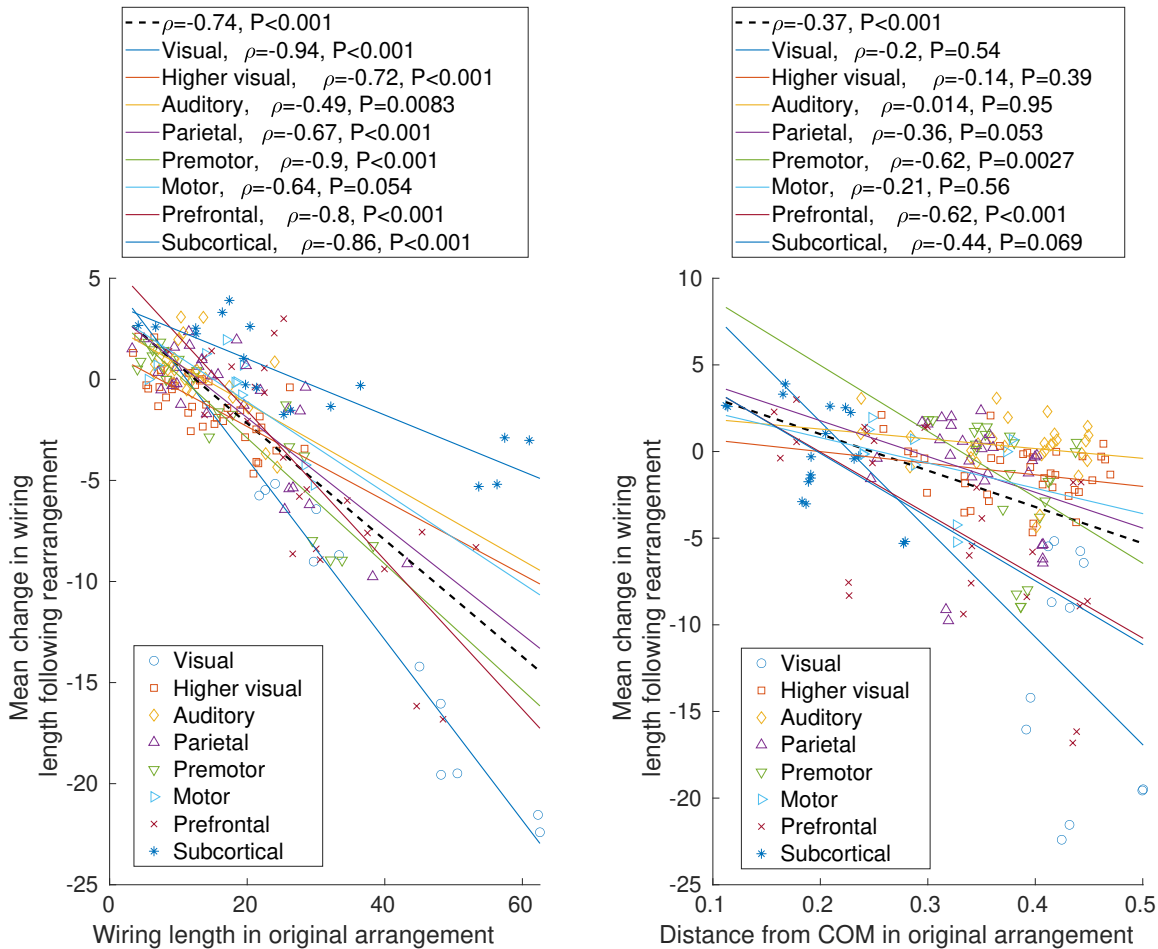 ρ=-0.74, P<0.001
Visual, ρ=-0.94, P<0.001
Higher visual, ρ=-0.72, P<0.001
Auditory, ρ=-0.49, P=0.0083
Parietal, ρ=-0.67, P<0.001
Premotor, ρ=-0.9, P<0.001
Motor, ρ=-0.64, P=0.054
Prefrontal, ρ=-0.8, P<0.001
Subcortical, ρ=-0.86, P<0.001
5
0
-5
-10
-15
-20
-25
Mean change in wiring
length following rearrangement
Visual
Higher visual
Auditory
Parietal
Premotor
Motor
Prefrontal
Subcortical
0 20 40 60
Wiring length in original arrangement
ρ=-0.37, P<0.001
Visual, ρ=-0.2, P=0.54
Higher visual, ρ=-0.14, P=0.39
Auditory, ρ=-0.014, P=0.95
Parietal, ρ=-0.36, P=0.053
Premotor, ρ=-0.62, P=0.0027
Motor, ρ=-0.21, P=0.56
Prefrontal, ρ=-0.62, P<0.001
Subcortical, ρ=-0.44, P=0.069
10
5
0
-5
-10
-15
-20
-25
Mean change in wiring
length following rearrangement
Visual
Higher visual
Auditory
Parietal
Premotor
Motor
Prefrontal
Subcortical
0.1 0.2 0.3 0.4 0.5
Distance from COM in original arrangement